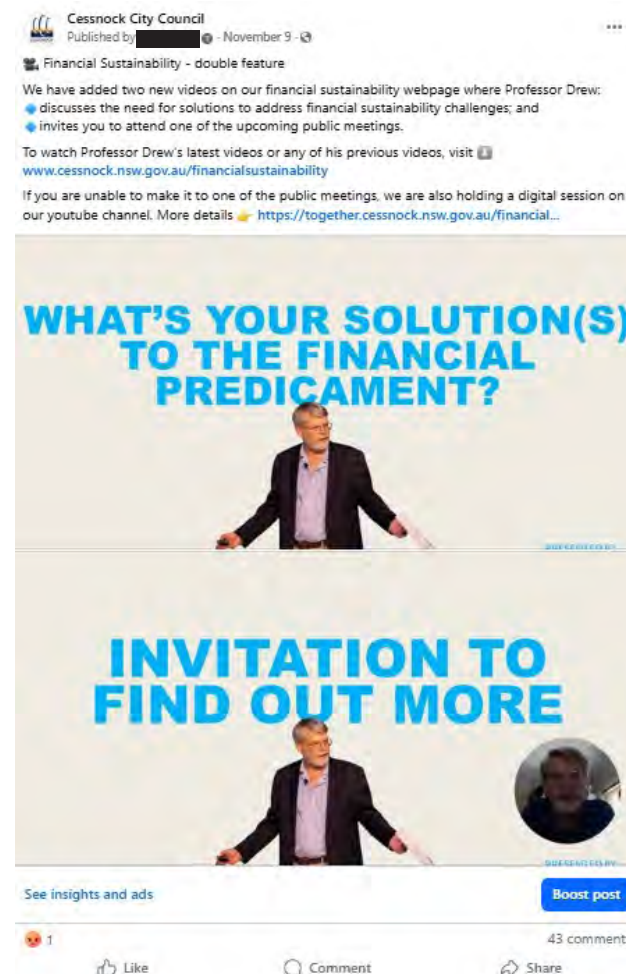 Cessnock City Council
Published by · November 9 ·
Financial Sustainability - double feature
We have added two new videos on our financial sustainability webpage where Professor Drew:
discusses the need for solutions to address financial sustainability challenges; and
invites you to attend one of the upcoming public meetings.
To watch Professor Drew's latest videos or any of his previous videos, visit
www.cessnock.nsw.gov.au/financialsustainability
If you are unable to make it to one of the public meetings, we are also holding a digital session on
our youtube channel. More details https://together.cessnock.nsw.gov.au/financial...
WHAT'S YOUR SOLUTION(S)
TO THE FINANCIAL
PREDICAMENT?
PRESENTED BY
INVITATION TO
FIND OUT MORE
PRESENTED BY
See insights and ads
Boost post
1
43 comment
Like
Comment
Share